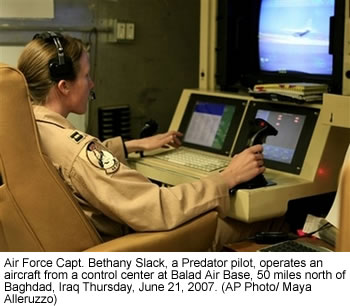 Air Force Capt. Bethany Slack, a Predator pilot, operates an
aircraft from a control center at Balad Air Base, 50 miles north of
Baghdad, Iraq Thursday, June 21, 2007. (AP Photo/ Maya
Alleruzzo)